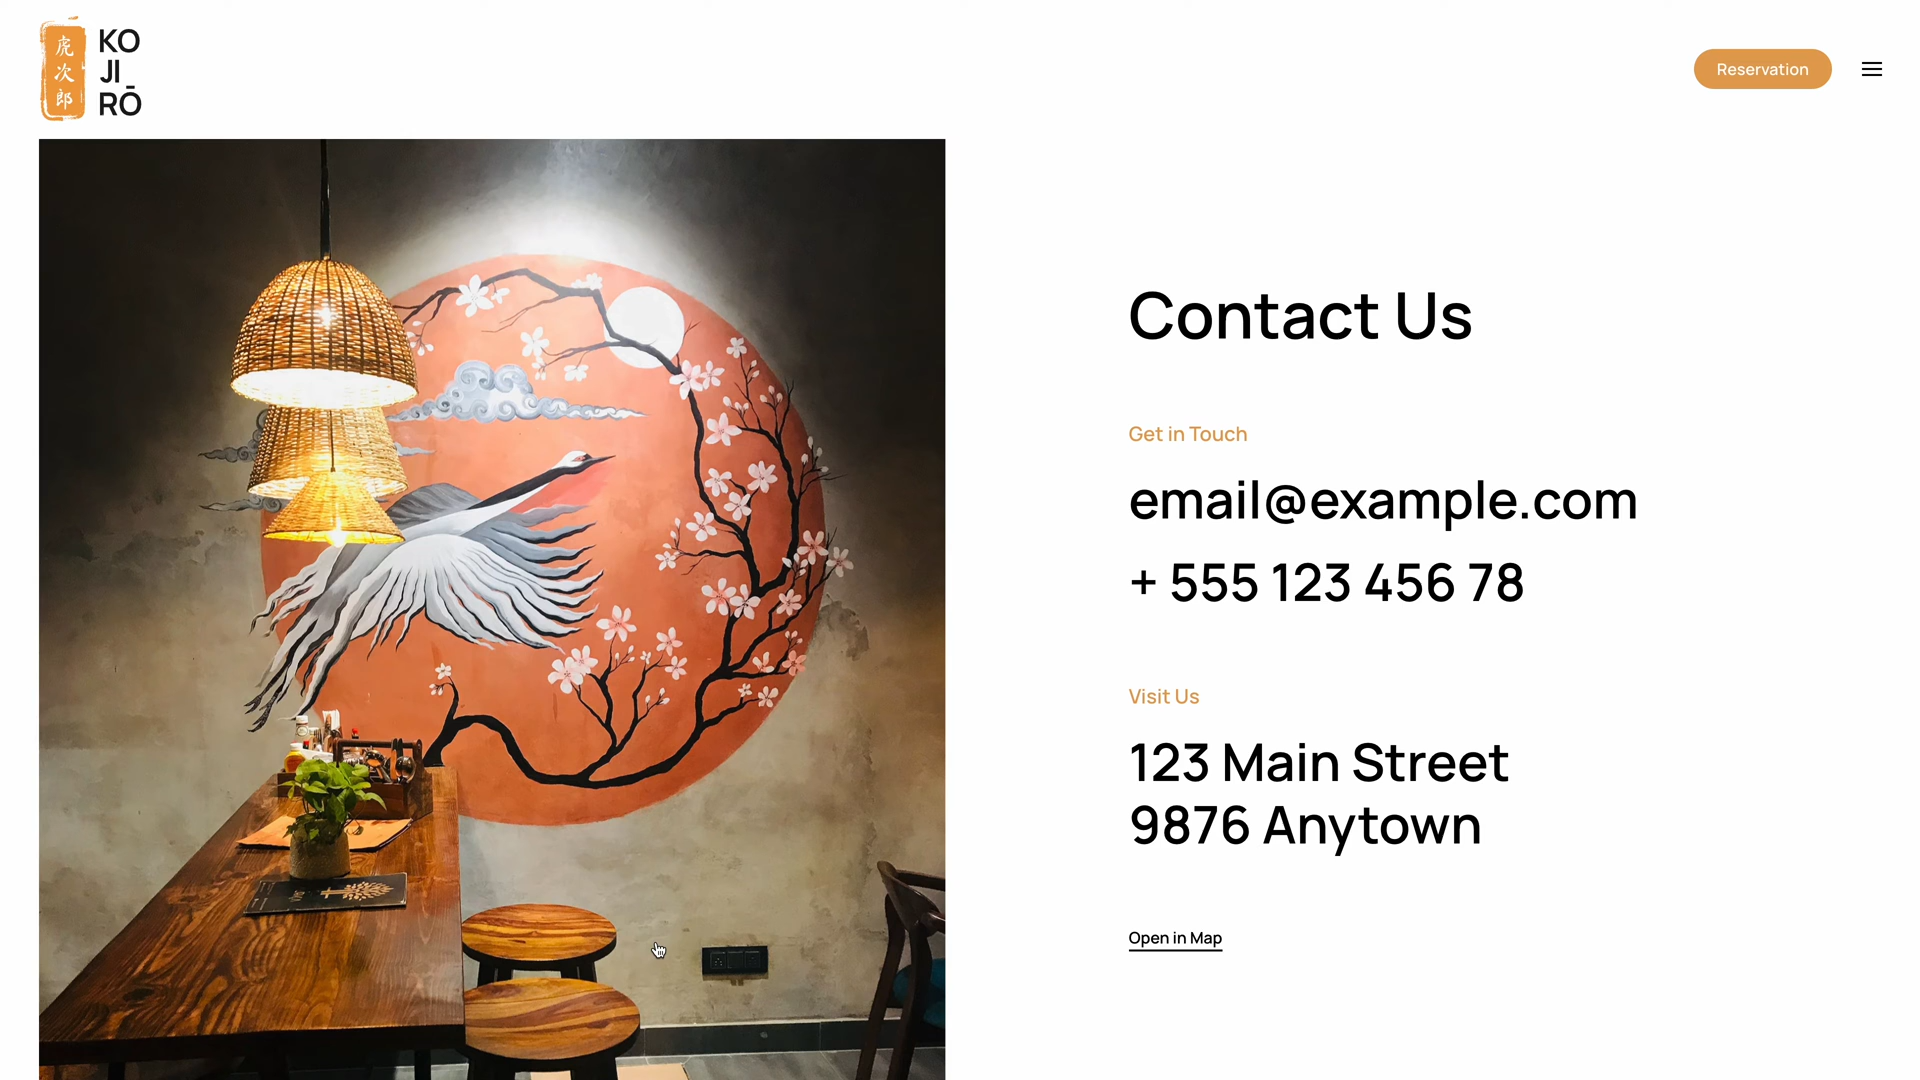 虎次郎
KO
JI
RŌ
Reservation
Contact Us
Get in Touch
email@example.com
+ 555 123 456 78
Visit Us
123 Main Street
9876 Anytown
Open in Map